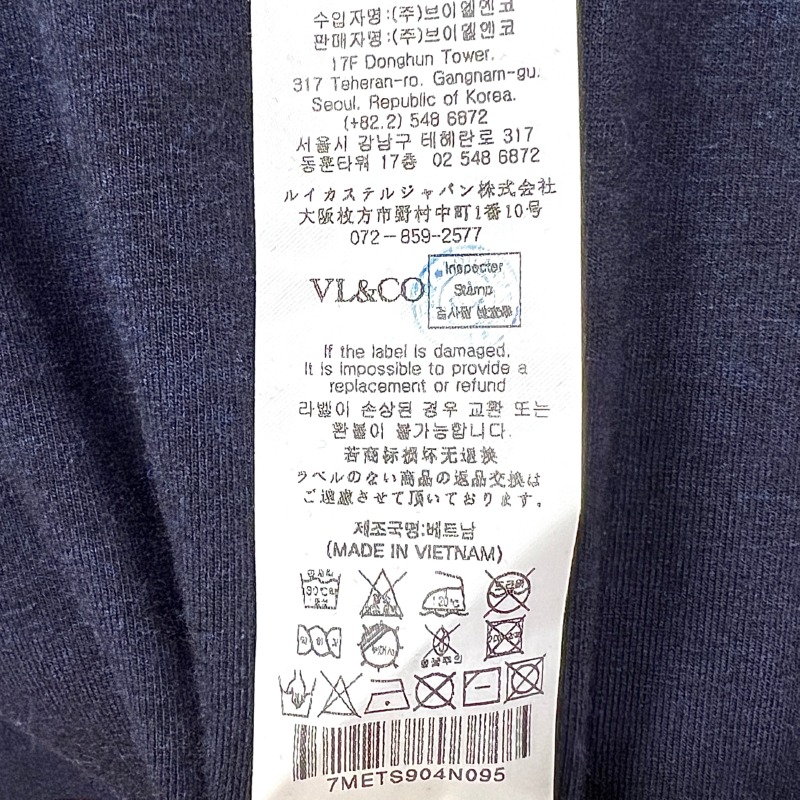 수입자명:(주)브이엘엔코
판매자명:(주)브이엘엔코
17F Donghun Tower.
317 Teheran-ro. Gangnam-gu.
Seoul. Republic of Korea.
(+82.2) 548 6872
서울시 강남구 테헤란로 317
동훈타워 17층 02 548 6872
ルイカステルジャパン株式会社
大阪枚方市野村中町1番10号
072-859-2577
VL&CO
Inspecter
Stamp
If the label is damaged,
It is impossible to provide a
replacement or refund
라벨이 손상된 경우 교환 또는
환불이 불가능합니다.
若商标损坏无退换
ラベルのない商品の返品交換は
ご遠慮させて頂いております。
제조국명:베트남
(MADE IN VIETNAM)
7METS904N095